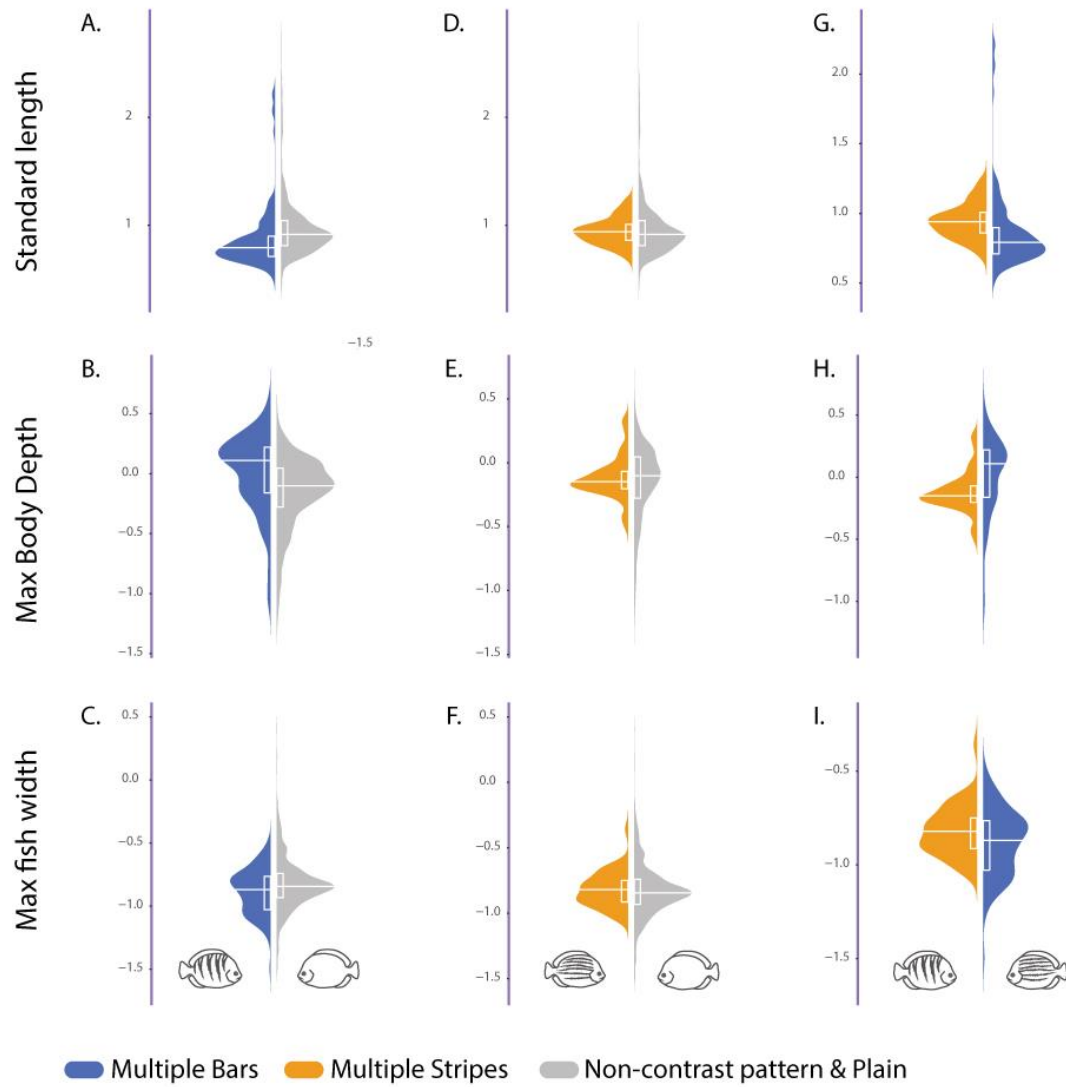 A.
D.
G.
Standard length
2
1
2
1
2.0
1.5
1.0
0.5
−1.5
B.
E.
H.
Max Body Depth
0.5
0.0
−0.5
−1.0
−1.5
0.5
0.0
−0.5
−1.0
−1.5
0.5
0.0
−0.5
−1.0
C.
F.
I.
Max fish width
0.5
0.0
−0.5
−1.0
−1.5
0.5
0.0
−0.5
−1.0
−1.5
−0.5
−1.0
−1.5
Multiple Bars Multiple Stripes Non-contrast pattern & Plain